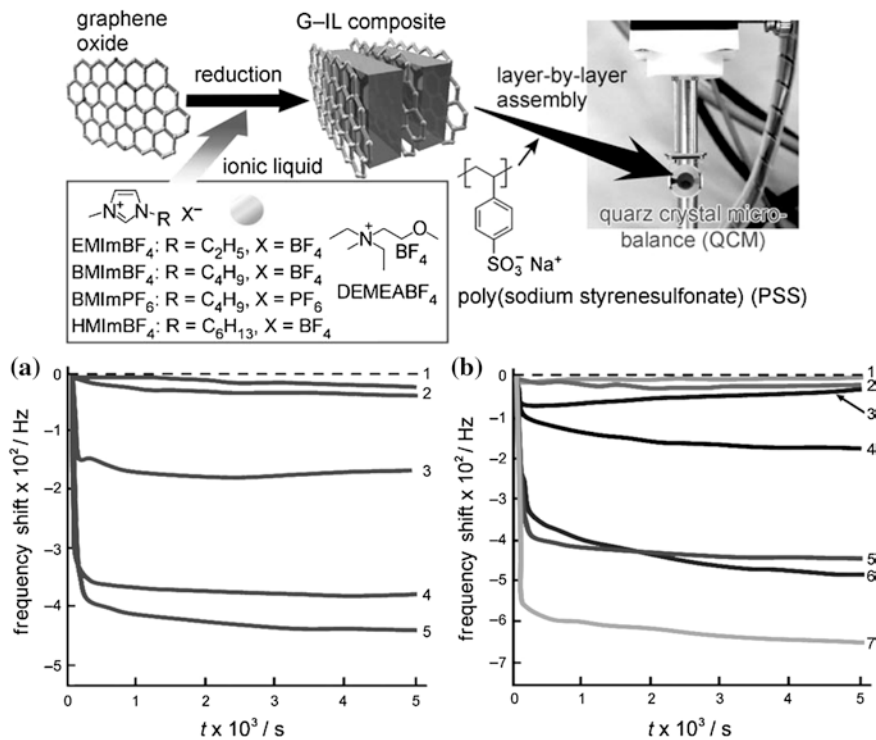 graphene
oxide
reduction
ionic liquid
G–IL composite
layer-by-layer
assembly
quarz crystal micro-
balance (QCM)
N
+
N
R X⁻
EMImBF₄: R = C₂H₅, X = BF₄
BMImBF₄: R = C₄H₉, X = BF₄
BMImPF₆: R = C₄H₉, X = PF₆
HMImBF₄: R = C₆H₁₃, X = BF₄
+
N
O
BF₄
DEMEABF₄
SO₃⁻ Na⁺
poly(sodium styrenesulfonate) (PSS)
(a)
frequency shift x 10² / Hz
0
–1
–2
–3
–4
–5
1
2
3
4
5
0 1 2 3 4 5
t x 10³ / s
(b)
frequency shift x 10² / Hz
0
–1
–2
–3
–4
–5
–6
–7
1
2
3
4
5
6
7
0 1 2 3 4 5
t x 10³ / s